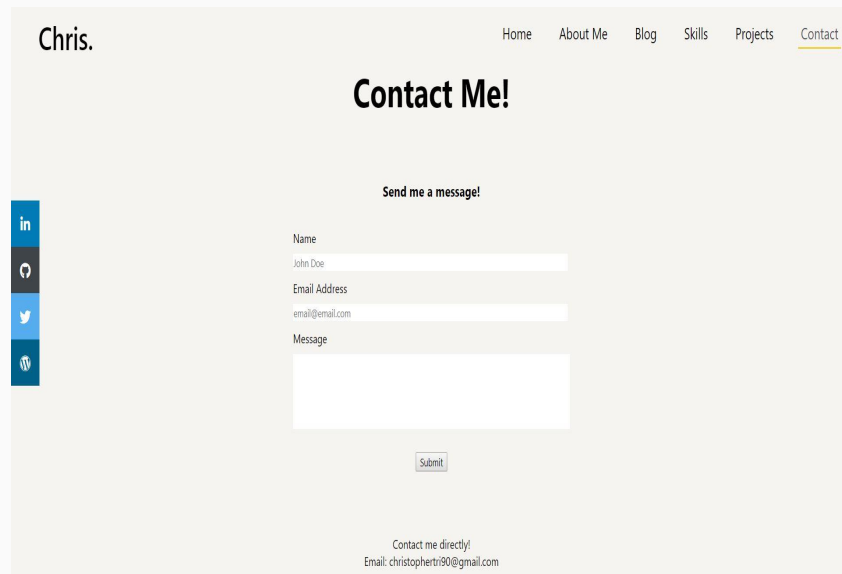 Chris.
Home About Me Blog Skills Projects Contact
Contact Me!
Send me a message!
in
Name
John Doe
Email Address
email@email.com
Message
Submit
Contact me directly!
Email: christophertri90@gmail.com